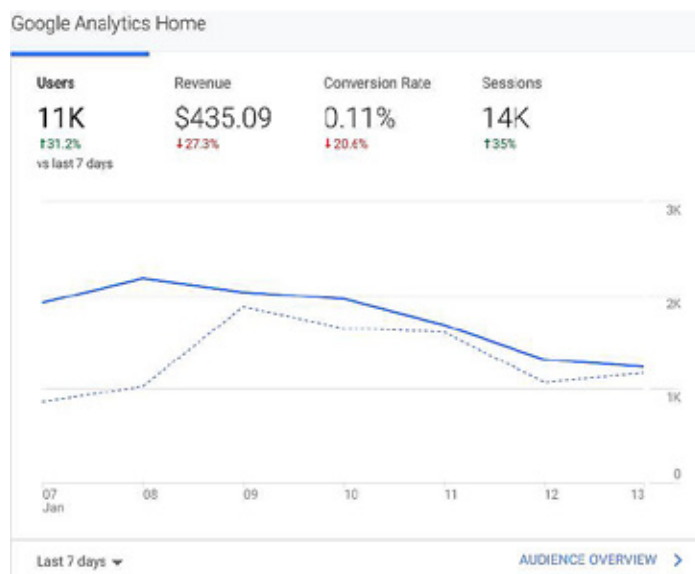 Google Analytics Home
Users Revenue Conversion Rate Sessions
11K $435.09 0.11% 14K
↑31.2% ↓27.3% ↓20.6% ↑35%
vs last 7 days
3K
2K
1K
0
07 08 09 10 11 12 13
Jan
Last 7 days AUDIENCE OVERVIEW